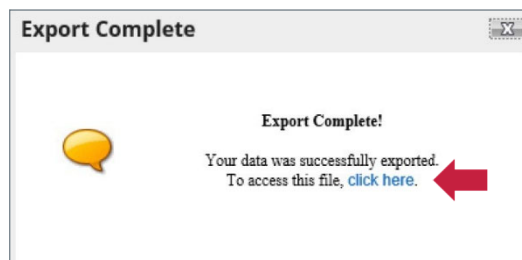 Export Complete
X
Export Complete!
Your data was successfully exported.
To access this file, click here.